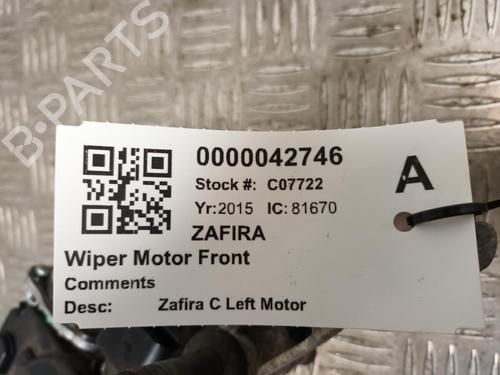 B-PARTS
0000042746
Stock #: C07722
A
Yr:2015 IC: 81670
ZAFIRA
Wiper Motor Front
Comments
Desc: Zafira C Left Motor